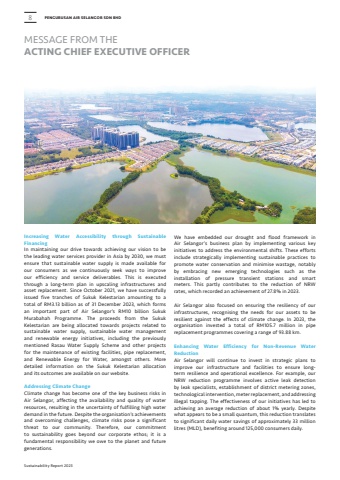 8
PENGURUSAN AIR SELANGOR SDN BHD
MESSAGE FROM THE
ACTING CHIEF EXECUTIVE OFFICER
Increasing Water Accessibility through Sustainable
Financing
In maintaining our drive towards achieving our vision to be
the leading water services provider in Asia by 2030, we must
ensure that sustainable water supply is made available for
our consumers as we continuously seek ways to improve
our efficiency and service deliverables. This is executed
through a long-term plan in upscaling infrastructures and
asset replacement. Since October 2021, we have successfully
issued five tranches of Sukuk Kelestarian amounting to a
total of RM3.13 billion as of 31 December 2023, which forms
an important part of Air Selangor's RM10 billion Sukuk
Murabahah Programme. The proceeds from the Sukuk
Kelestarian are being allocated towards projects related to
sustainable water supply, sustainable water management
and renewable energy initiatives, including the previously
mentioned Rasau Water Supply Scheme and other projects
for the maintenance of existing facilities, pipe replacement,
and Renewable Energy for Water, amongst others. More
detailed information on the Sukuk Kelestarian allocation
and its outcomes are available on our website.
Addressing Climate Change
Climate change has become one of the key business risks in
Air Selangor, affecting the availability and quality of water
resources, resulting in the uncertainty of fulfilling high water
demand in the future. Despite the organisation's achievements
and overcoming challenges, climate risks pose a significant
threat to our community. Therefore, our commitment
to sustainability goes beyond our corporate ethos; it is a
fundamental responsibility we owe to the planet and future
generations.
We have embedded our drought and flood framework in
Air Selangor's business plan by implementing various key
initiatives to address the environmental shifts. These efforts
include strategically implementing sustainable practices to
promote water conservation and minimise wastage, notably
by embracing new emerging technologies such as the
installation of pressure transient stations and smart
meters. This partly contributes to the reduction of NRW
rates, which recorded an achievement of 27.8% in 2023.
Air Selangor also focused on ensuring the resiliency of our
infrastructures, recognising the needs for our assets to be
resilient against the effects of climate change. In 2023, the
organisation invested a total of RM105.7 million in pipe
replacement programmes covering a range of 93.88 km.
Enhancing Water Efficiency for Non-Revenue Water
Reduction
Air Selangor will continue to invest in strategic plans to
improve our infrastructure and facilities to ensure long-
term resilience and operational excellence. For example, our
NRW reduction programme involves active leak detection
by leak specialists, establishment of district metering zones,
technological intervention, meter replacement, and addressing
illegal tapping. The effectiveness of our initiatives has led to
achieving an average reduction of about 1% yearly. Despite
what appears to be a small quantum, this reduction translates
to significant daily water savings of approximately 33 million
litres (MLD), benefiting around 125,000 consumers daily.
Sustainability Report 2023